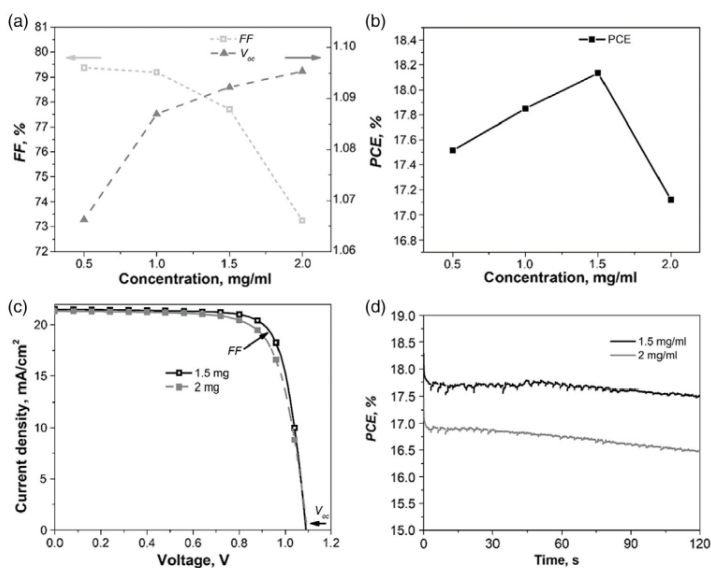 (a)
81
80
79
78
77
76
75
74
73
72
FF, %
FF
Voc
1.10
1.09
1.08
1.07
1.06
0.5 1.0 1.5 2.0
Concentration, mg/ml
(b)
18.4
18.2
18.0
17.8
17.6
17.4
17.2
17.0
16.8
PCE, %
PCE
0.5 1.0 1.5 2.0
Concentration, mg/ml
(c)
20
15
10
5
0
Current density, mA/cm2
FF
1.5 mg
2 mg
Voc
0.0 0.2 0.4 0.6 0.8 1.0 1.2
Voltage, V
(d)
19.0
18.5
18.0
17.5
17.0
16.5
16.0
15.5
15.0
PCE, %
1.5 mg/ml
2 mg/ml
0 30 60 90 120
Time, s